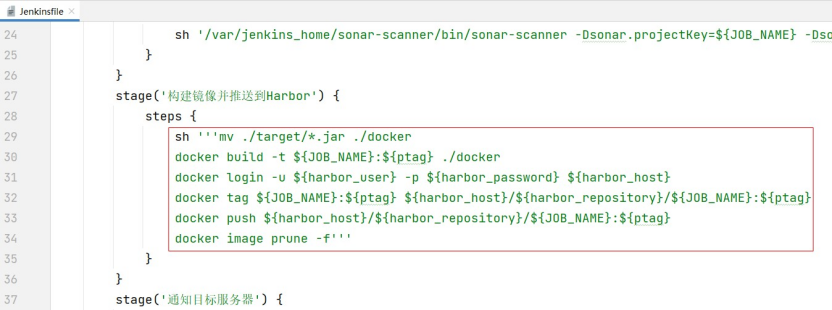 Jenkinsfile
24 sh '/var/jenkins_home/sonar-scanner/bin/sonar-scanner -Dsonar.projectKey=${JOB_NAME} -Dso
25 }
26 }
27 stage('构建镜像并推送到Harbor') {
28 steps {
29 sh '''mv ./target/*.jar ./docker
30 docker build -t ${JOB_NAME}:${ptag} ./docker
31 docker login -u ${harbor_user} -p ${harbor_password} ${harbor_host}
32 docker tag ${JOB_NAME}:${ptag} ${harbor_host}/${harbor_repository}/${JOB_NAME}:${ptag}
33 docker push ${harbor_host}/${harbor_repository}/${JOB_NAME}:${ptag}
34 docker image prune -f'''
35 }
36 }
37 stage('通知目标服务器') {